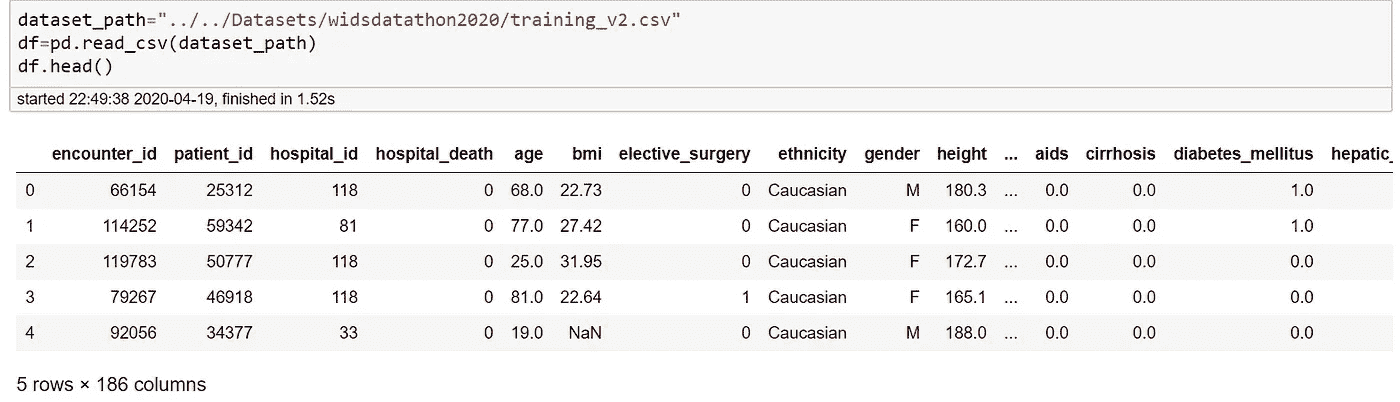 dataset_path="../../Datasets/widsdatathon2020/training_v2.csv"
df=pd.read_csv(dataset_path)
df.head()
started 22:49:38 2020-04-19, finished in 1.52s
encounter_id patient_id hospital_id hospital_death age bmi elective_surgery ethnicity gender height ... aids cirrhosis diabetes_mellitus hepatic_
0 66154 25312 118 0 68.0 22.73 0 Caucasian M 180.3 ... 0.0 0.0 1.0
1 114252 59342 81 0 77.0 27.42 0 Caucasian F 160.0 ... 0.0 0.0 1.0
2 119783 50777 118 0 25.0 31.95 0 Caucasian F 172.7 ... 0.0 0.0 0.0
3 79267 46918 118 0 81.0 22.64 1 Caucasian F 165.1 ... 0.0 0.0 0.0
4 92056 34377 33 0 19.0 NaN 0 Caucasian M 188.0 ... 0.0 0.0 0.0
5 rows × 186 columns